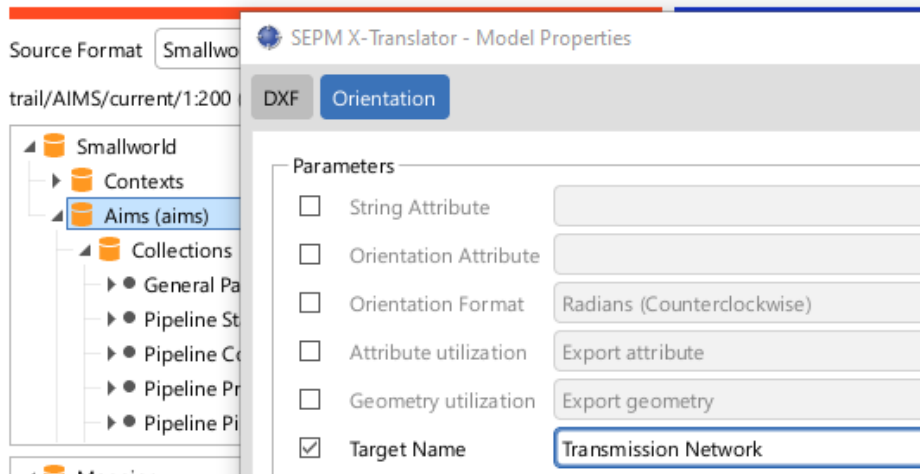 SEPM X-Translator - Model Properties
Source Format
Smallwo
trail/AIMS/current/1:200
DXF
Orientation
Smallworld
Contexts
Aims (aims)
Collections
General Pa
Pipeline St
Pipeline Co
Pipeline Pr
Pipeline Pi
Parameters
String Attribute
Orientation Attribute
Orientation Format Radians (Counterclockwise)
Attribute utilization Export attribute
Geometry utilization Export geometry
Target Name Transmission Network